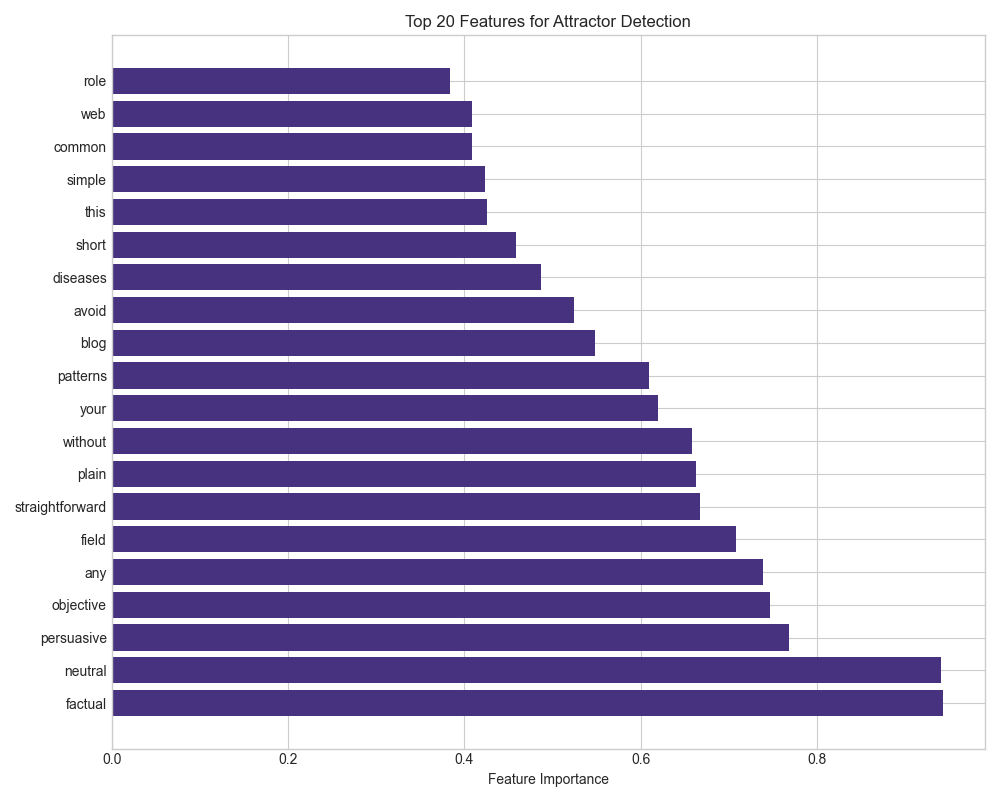 Top 20 Features for Attractor Detection
role
web
common
simple
this
short
diseases
avoid
blog
patterns
your
without
plain
straightforward
field
any
objective
persuasive
neutral
factual
0.0 0.2 0.4 0.6 0.8
Feature Importance